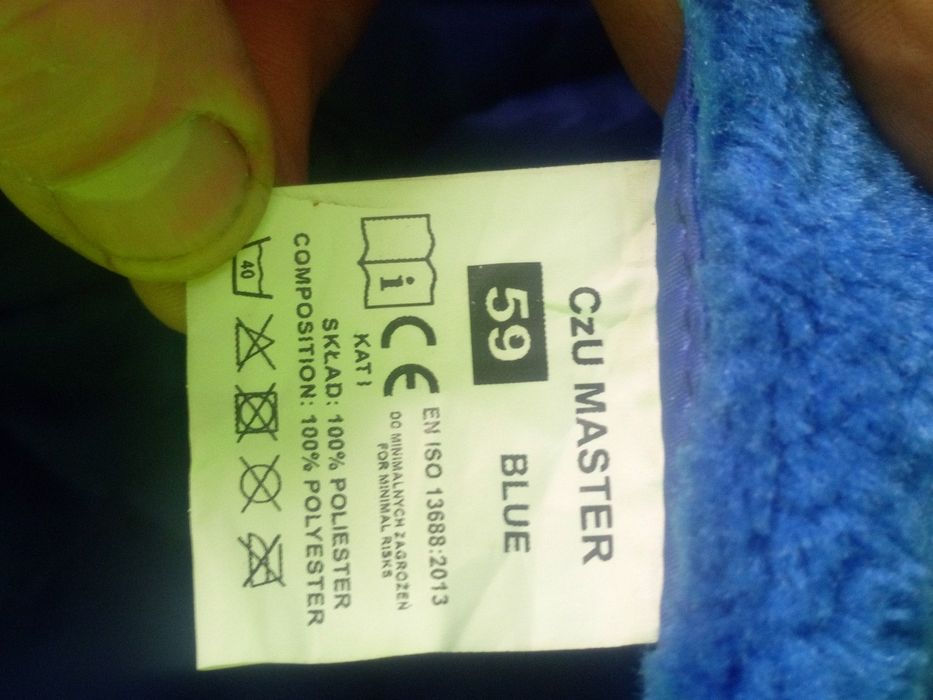 CzU MASTER
59 BLUE
i CE EN ISO 13688:2013
KAT I DO MINIMALNYCH ZAGROŻEŃ
FOR MINIMAL RISKS
SKŁAD: 100% POLIESTER
COMPOSITION: 100% POLYESTER
40